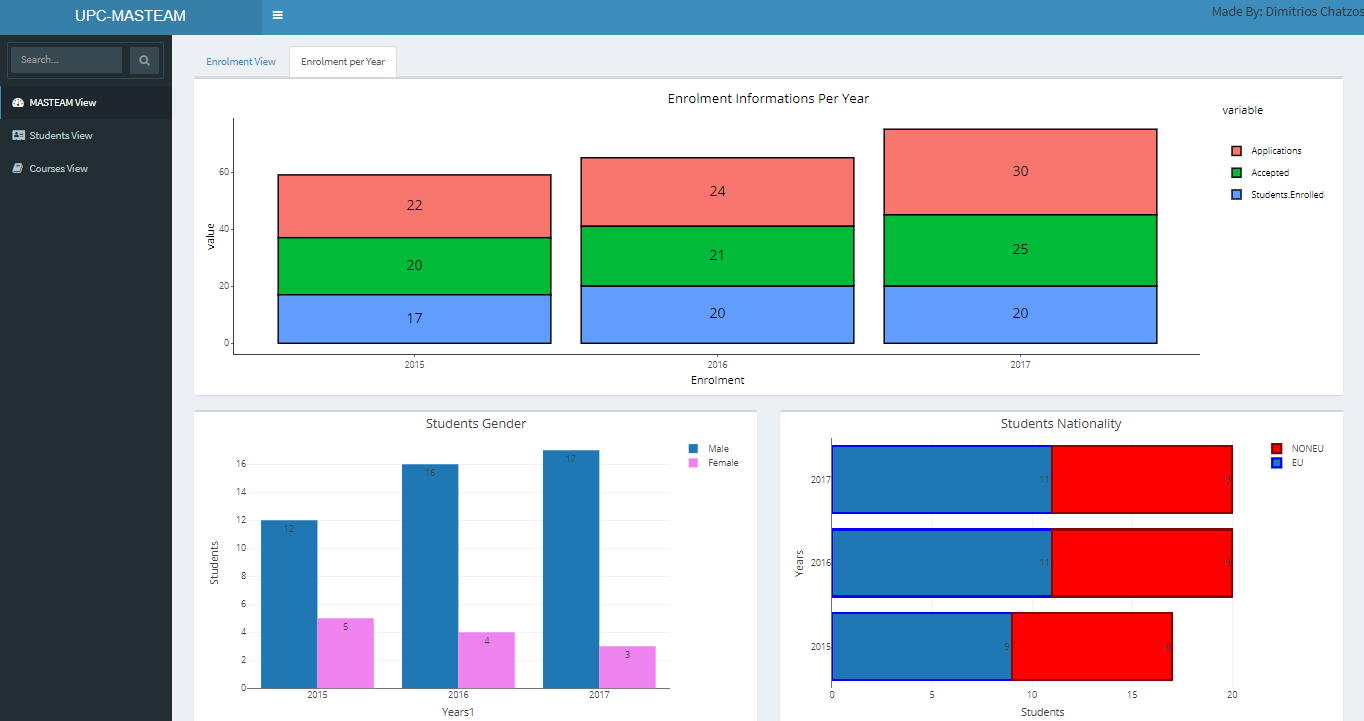 UPC-MASTEAM
Made By: Dimitrios Chatzos
Search...
MASTEAM View
Students View
Courses View
Enrolment View
Enrolment per Year
Enrolment Informations Per Year
variable
Applications
Accepted
Students.Enrolled
value
60
40
20
0
22
20
17
24
21
20
30
25
20
2015
2016
2017
Enrolment
Students Gender
Male
Female
Students
16
14
12
10
8
6
4
2
0
12
5
16
4
17
3
2015
2016
2017
Years1
Students Nationality
NONEU
EU
Years
2017
11
9
2016
11
9
2015
9
0
5
10
15
20
Students